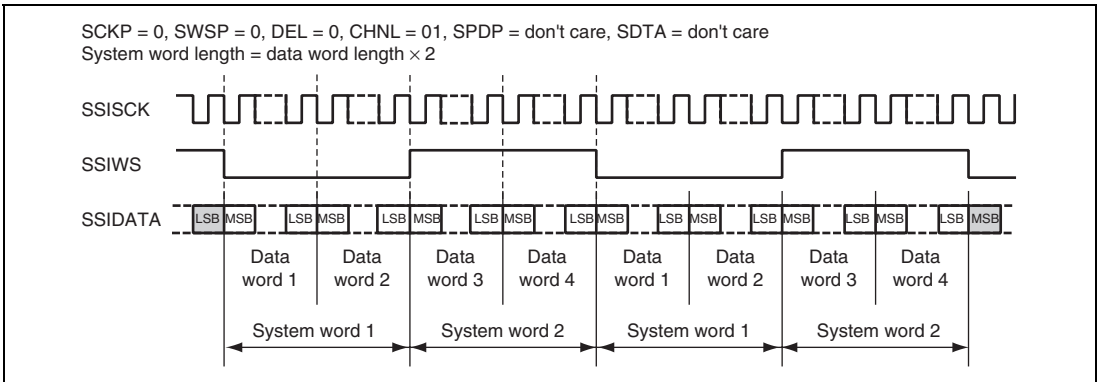 SCKP = 0, SWSP = 0, DEL = 0, CHNL = 01, SPDP = don't care, SDTA = don't care
System word length = data word length × 2
SSISCK
SSIWS
SSIDATA
LSB MSB LSB MSB LSB MSB LSB MSB LSB MSB LSB MSB LSB MSB LSB MSB LSB MSB
Data word 1
Data word 2
Data word 3
Data word 4
Data word 1
Data word 2
Data word 3
Data word 4
System word 1
System word 2
System word 1
System word 2